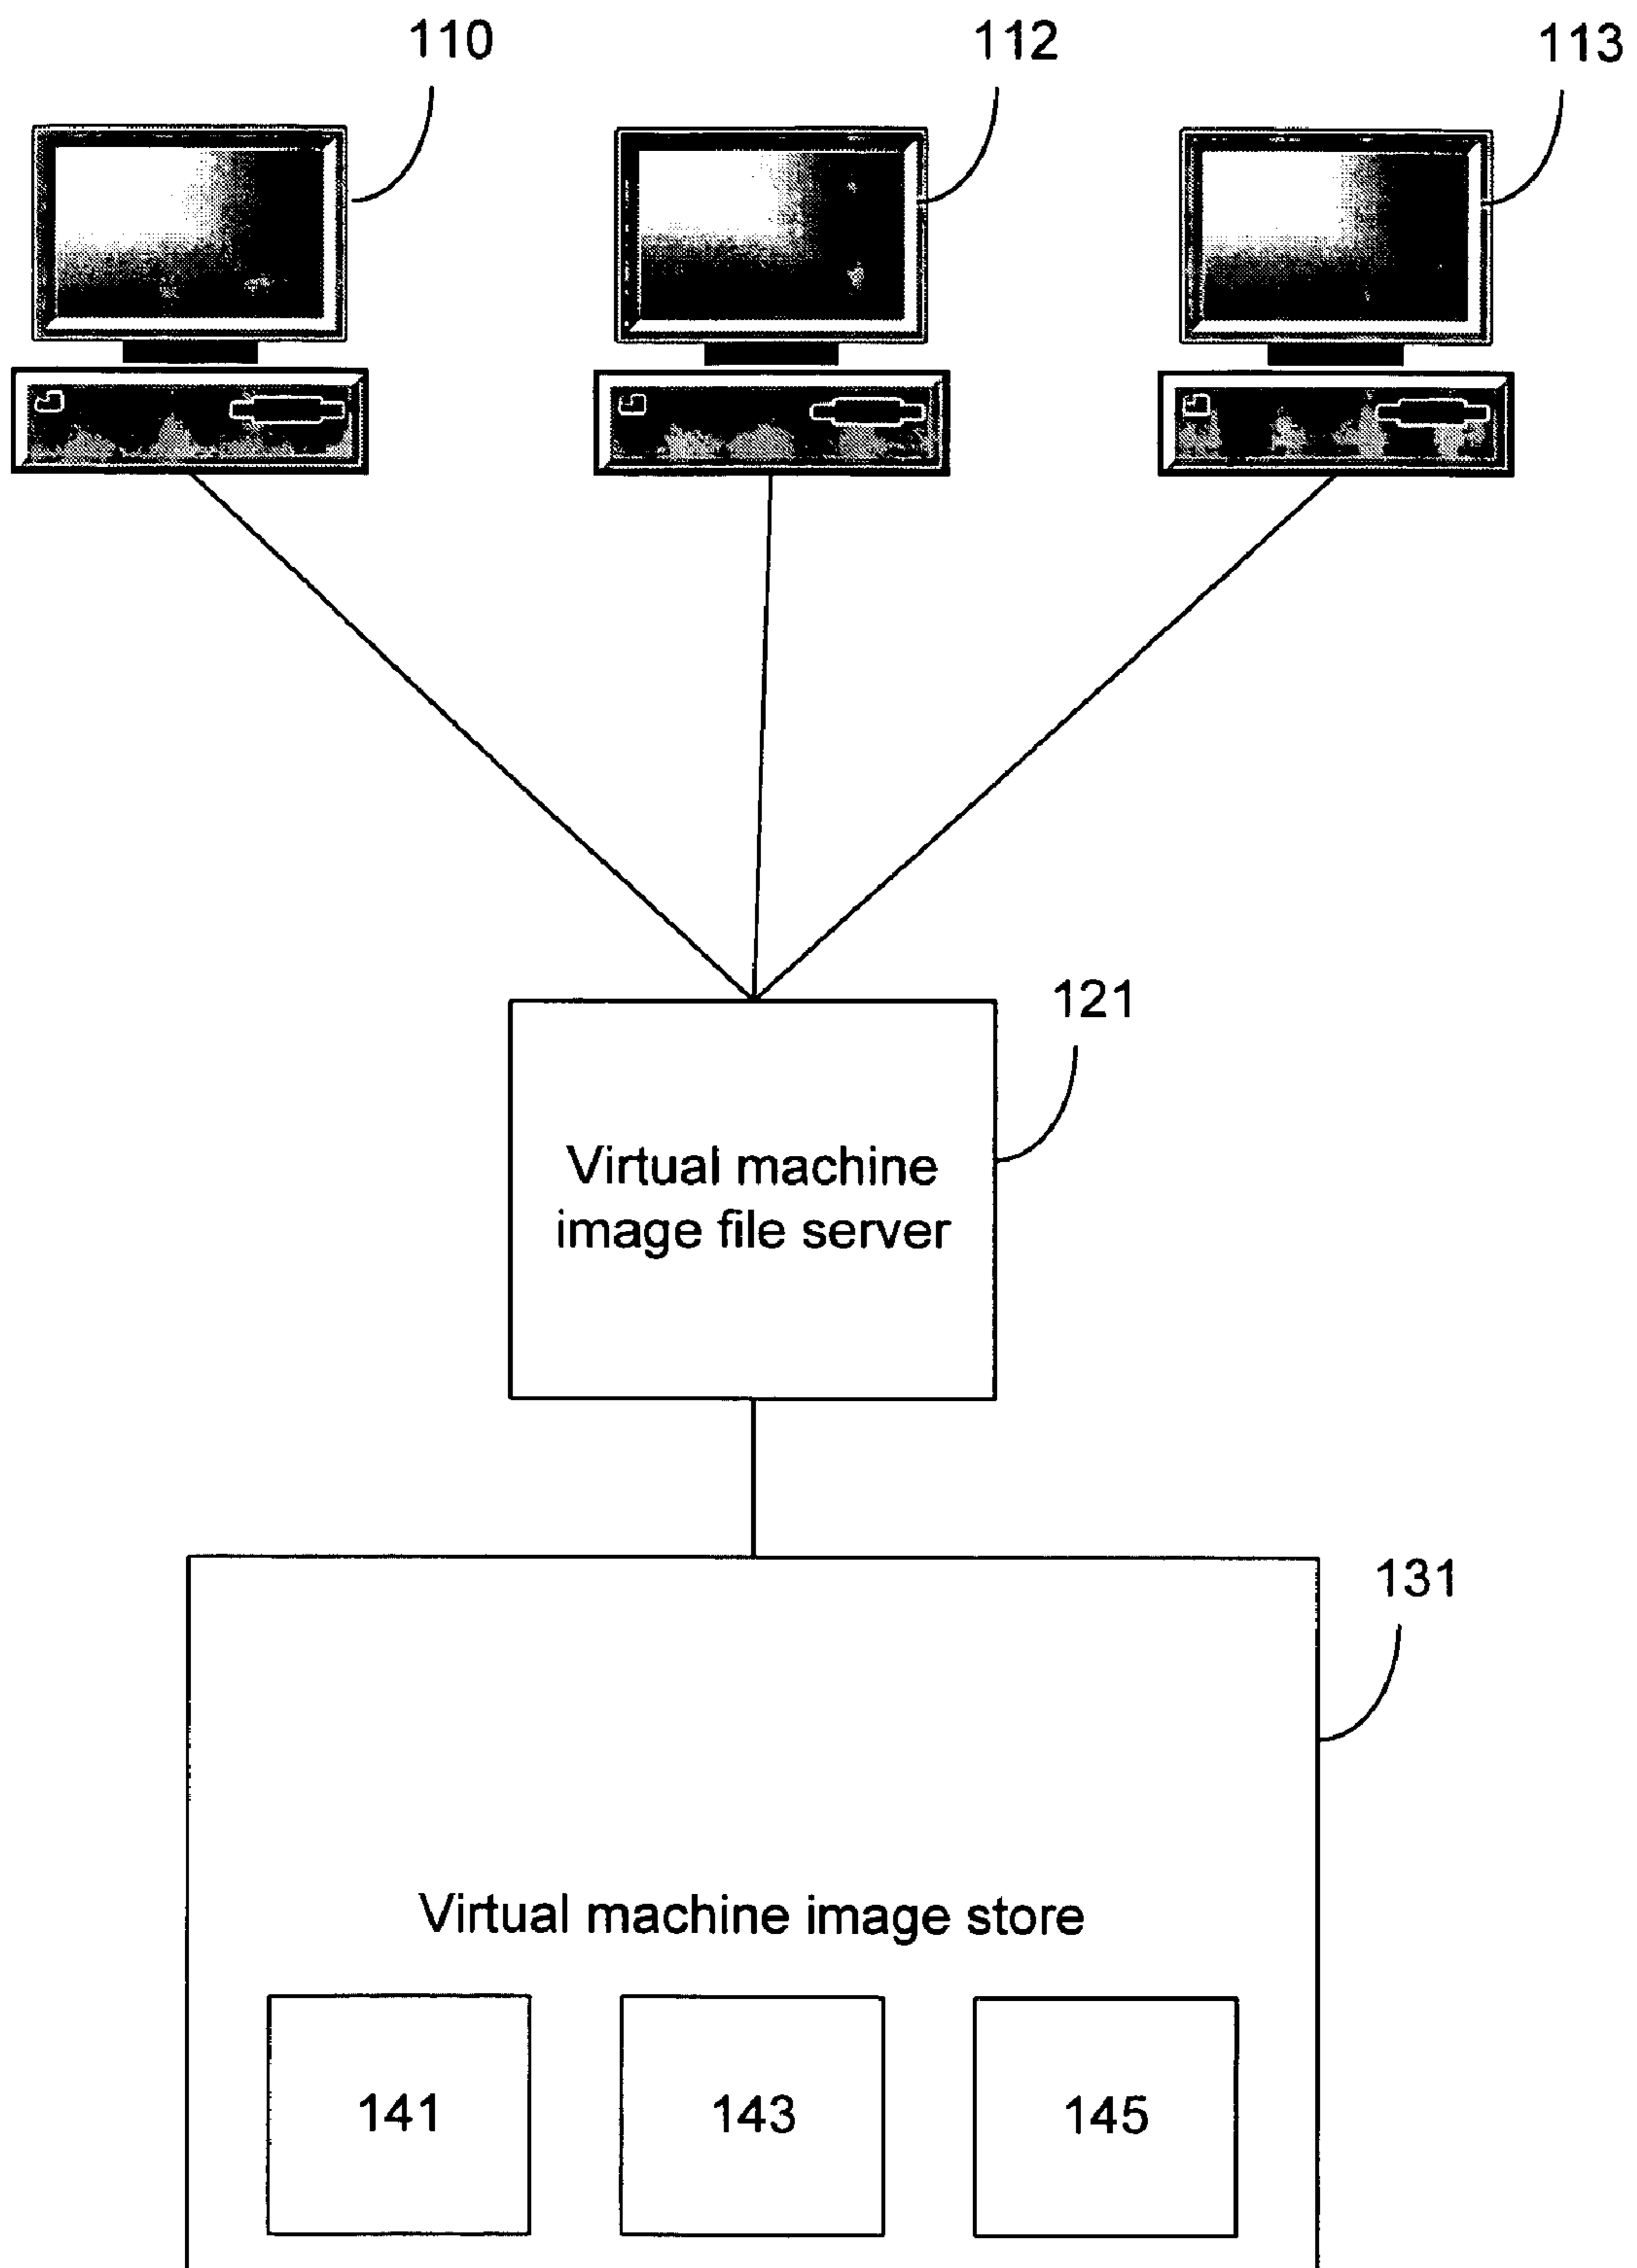 110
112
113
121
Virtual machine
image file server
131
Virtual machine image store
141
143
145